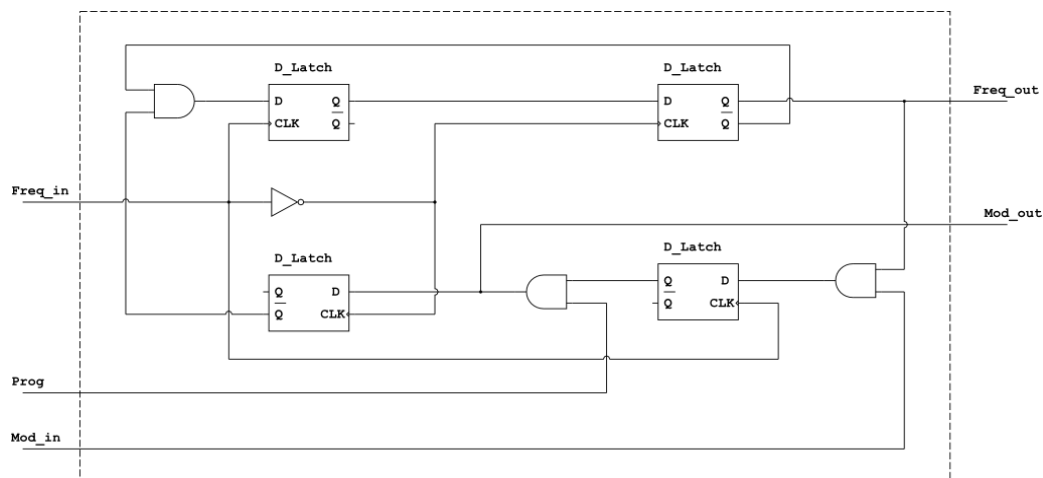 D_Latch D_Latch
Freq_out
D Q D Q
CLK Q CLK Q
Freq_in
Mod_out
D_Latch
D_Latch
Q D Q D
Q CLK Q CLK
Prog
Mod_in